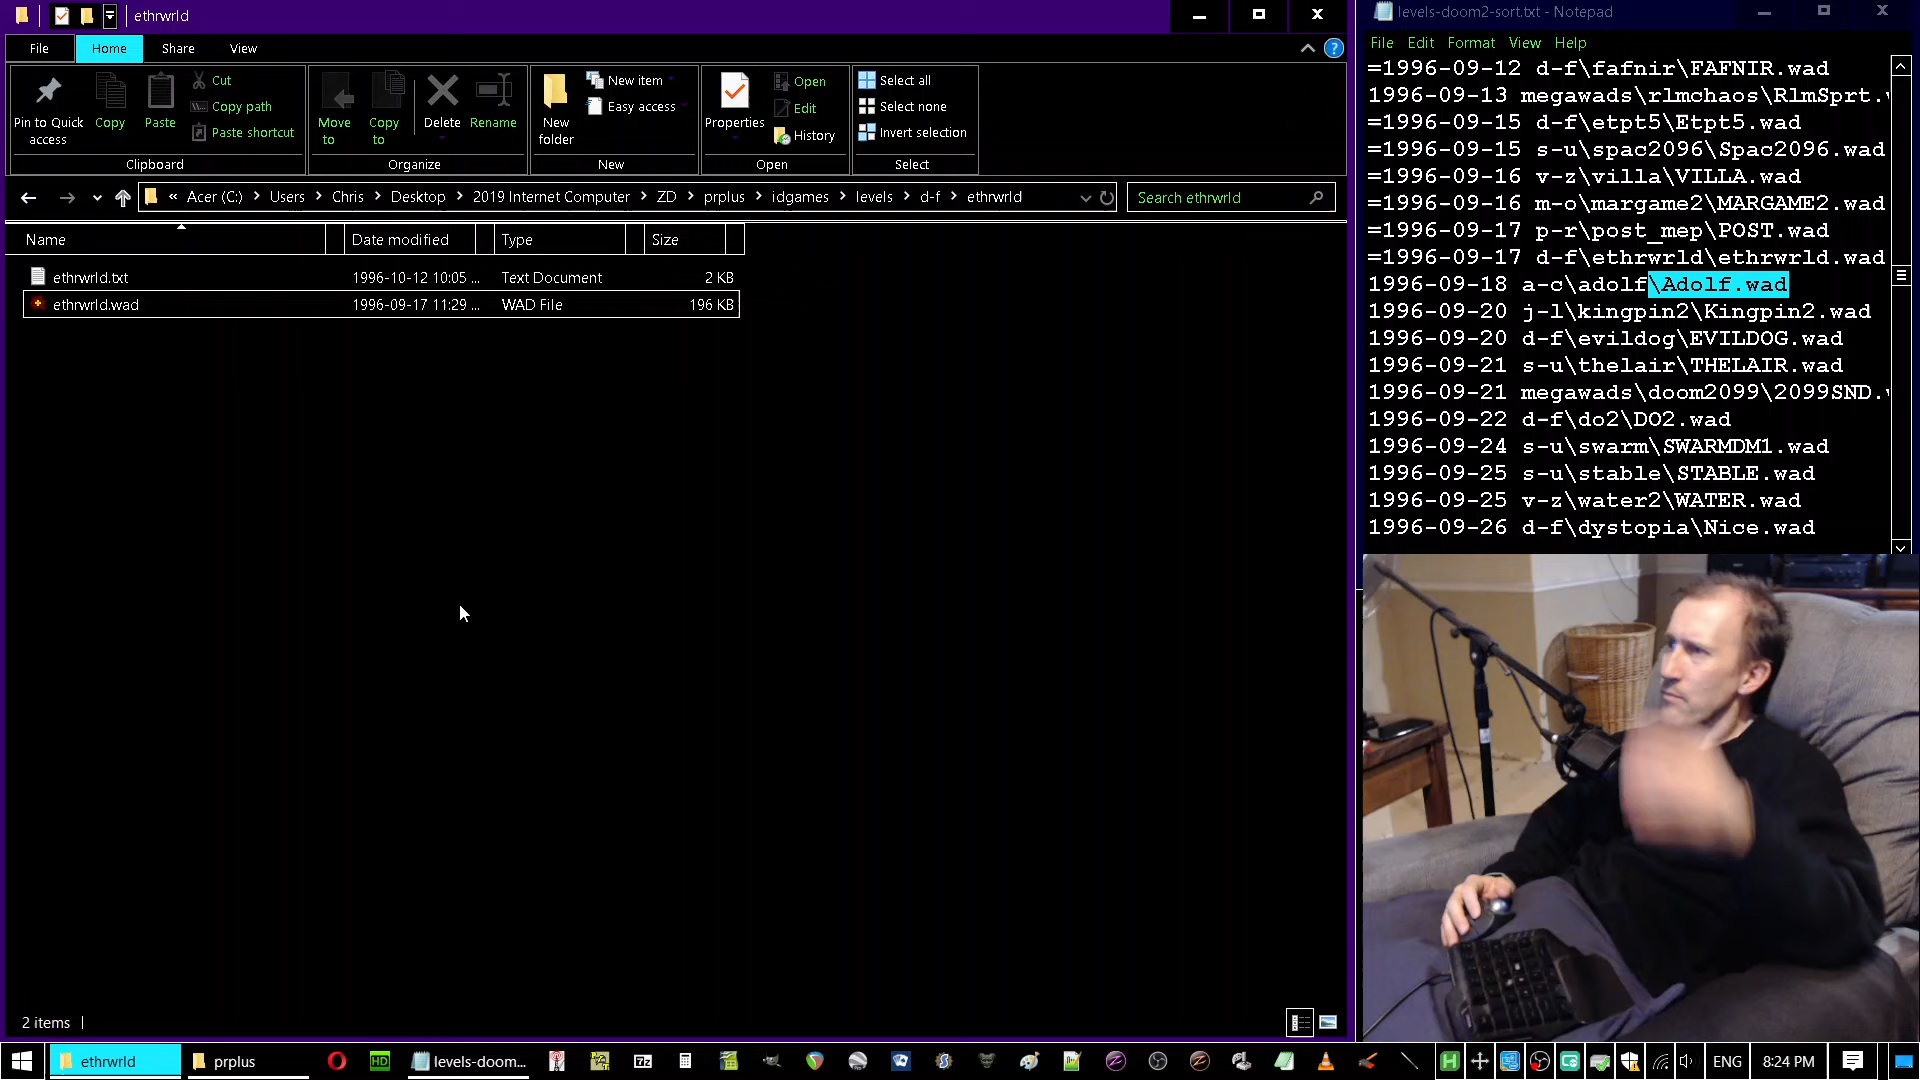 ethrwrld
File Home Share View
Pin to Quick access
Copy
Paste
Cut
Copy path
Paste shortcut
Clipboard
Move to
Copy to
Delete
Rename
Organize
New folder
New item
Easy access
New
Properties
Open
Edit
History
Open
Select all
Select none
Invert selection
Select
« Acer (C:) > Users > Chris > Desktop > 2019 Internet Computer > ZD > prplus > idgames > levels > d-f > ethrwrld
Search ethrwrld
Name Date modified Type Size
ethrwrld.txt 1996-10-12 10:05 ... Text Document 2 KB
ethrwrld.wad 1996-09-17 11:29 ... WAD File 196 KB
2 items
levels-doom2-sort.txt - Notepad
File Edit Format View Help
=1996-09-12 d-f\fafnir\FAFNIR.wad
1996-09-13 megawads\rlmchaos\RlmSprt.
=1996-09-15 d-f\etpt5\Etpt5.wad
=1996-09-15 s-u\spac2096\Spac2096.wad
=1996-09-16 v-z\villa\VILLA.wad
=1996-09-16 m-o\margame2\MARGAME2.wad
=1996-09-17 p-r\post_mep\POST.wad
=1996-09-17 d-f\ethrwrld\ethrwrld.wad
1996-09-18 a-c\adolf\Adolf.wad
1996-09-20 j-l\kingpin2\Kingpin2.wad
1996-09-20 d-f\evildog\EVILDOG.wad
1996-09-21 s-u\thelair\THELAIR.wad
1996-09-21 megawads\doom2099\2099SND.
1996-09-22 d-f\do2\DO2.wad
1996-09-24 s-u\swarm\SWARMDM1.wad
1996-09-25 s-u\stable\STABLE.wad
1996-09-25 v-z\water2\WATER.wad
1996-09-26 d-f\dystopia\Nice.wad
ethrwrld
prplus
HD
levels-doom...
7z
H
ENG
8:24 PM